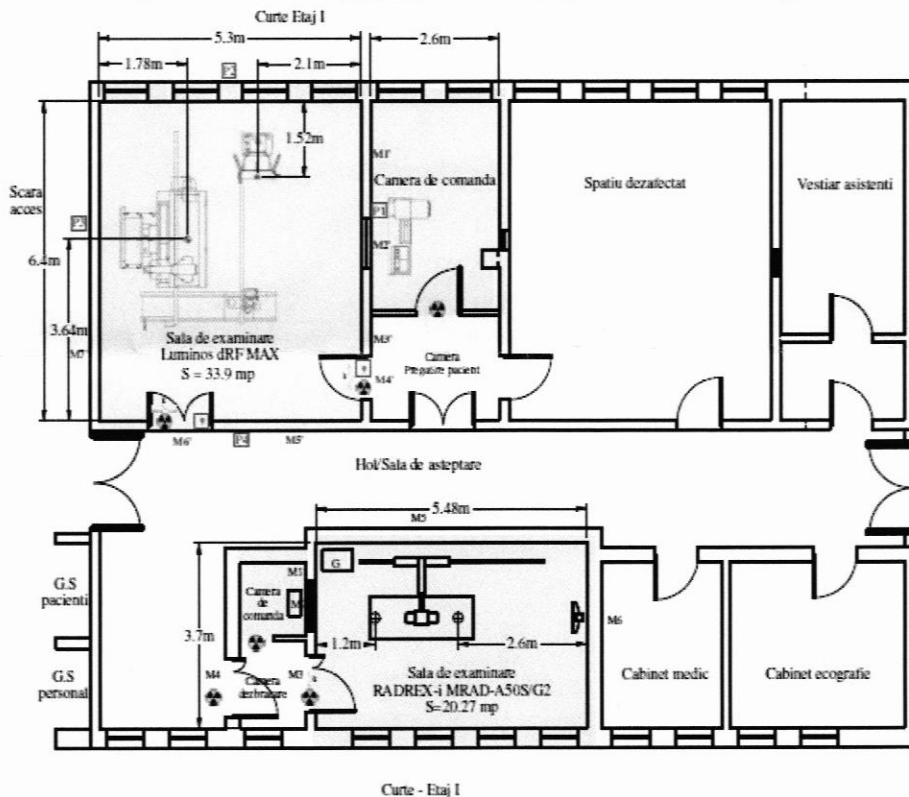 Curte Etaj I
5.3m
2.6m
1.78m
P2
2.1m
1.52m
M1'
Camera de comanda
Spatiu dezafectat
Vestiar asistenti
Scara
acces
P3
P1
M2'
6.4m
3.64m
M7'
Sala de examinare
Luminos dRF MAX
S = 33.9 mp
M3'
Camera
Pregatire pacient
M4'
M6'
P4
M5'
Hol/Sala de asteptare
5.48m
M5
G
G.S
pacienti
M1
Camera
de
comanda
M
3.7m
1.2m
2.6m
M6
G.S
personal
M4
Camera
dezbracare
M3
Sala de examinare
RADREX-i MRAD-A50S/G2
S=20.27 mp
Cabinet medic
Cabinet ecografie
Curte - Etaj I